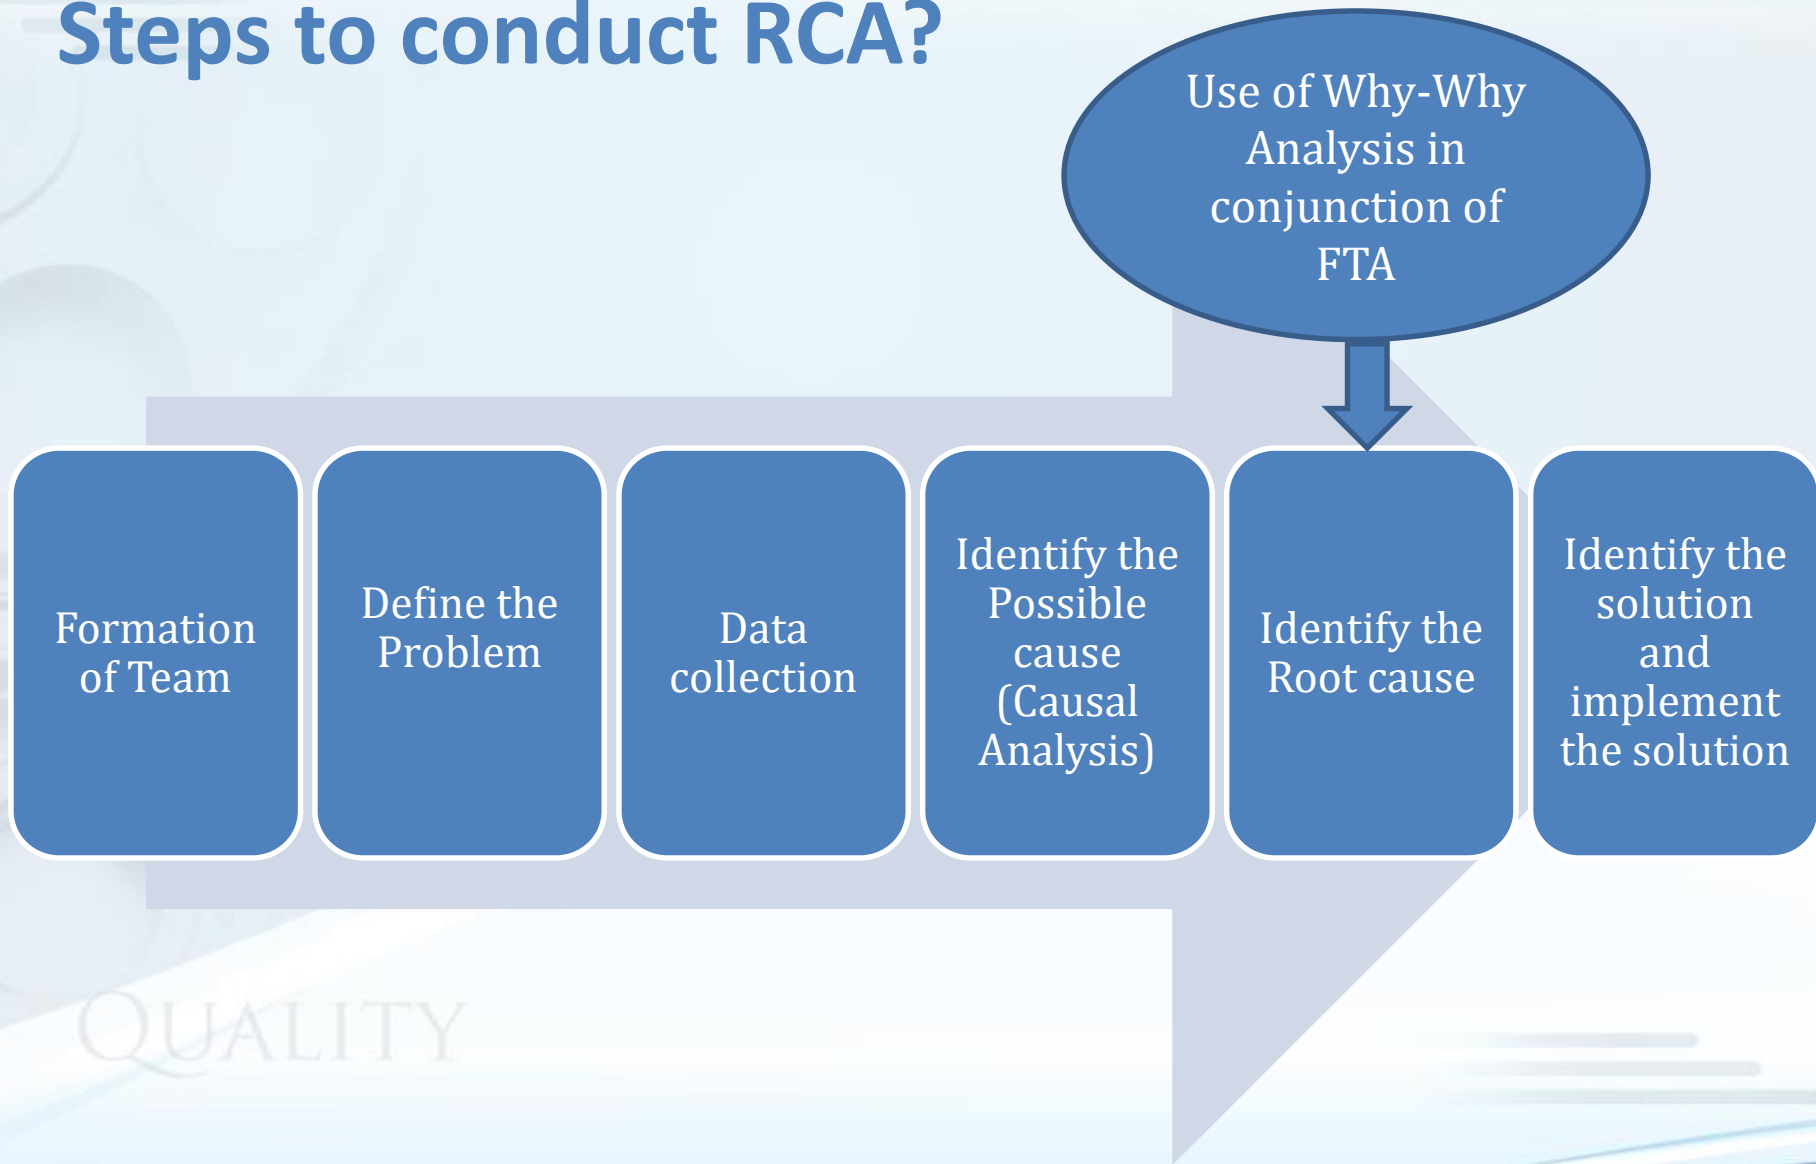 Steps to conduct RCA?
Use of Why-Why
Analysis in
conjunction of
FTA
Formation
of Team
Define the
Problem
Data
collection
Identify the
Possible
cause
(Causal
Analysis)
Identify the
Root cause
Identify the
solution
and
implement
the solution
QUALITY